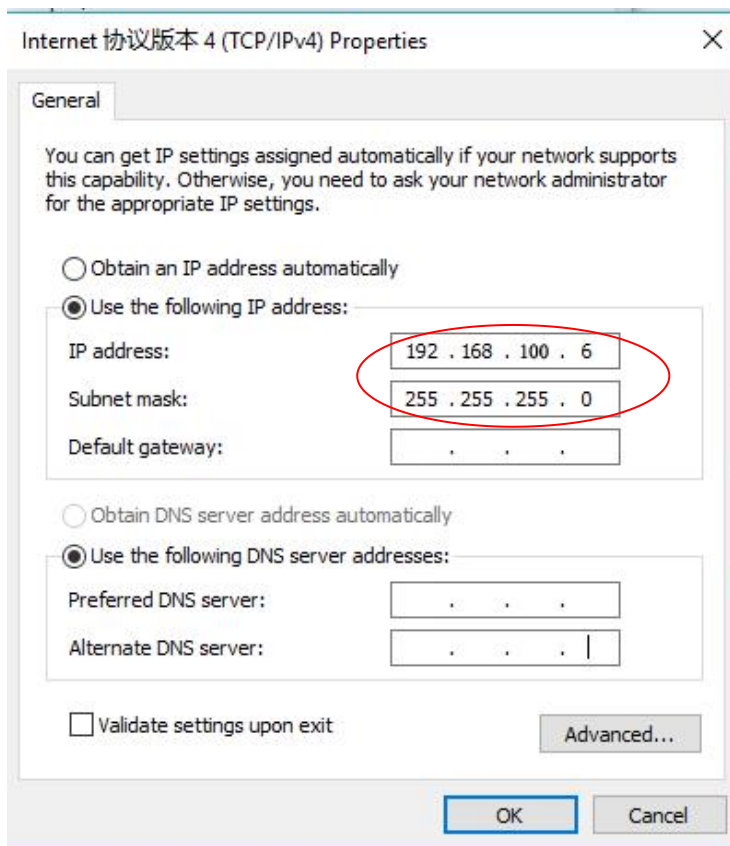 Internet 协议版本 4 (TCP/IPv4) Properties
General
You can get IP settings assigned automatically if your network supports
this capability. Otherwise, you need to ask your network administrator
for the appropriate IP settings.
Obtain an IP address automatically
Use the following IP address:
IP address: 192 . 168 . 100 . 6
Subnet mask: 255 . 255 . 255 . 0
Default gateway: . . .
Obtain DNS server address automatically
Use the following DNS server addresses:
Preferred DNS server: . . .
Alternate DNS server: . . .
Validate settings upon exit
Advanced...
OK Cancel